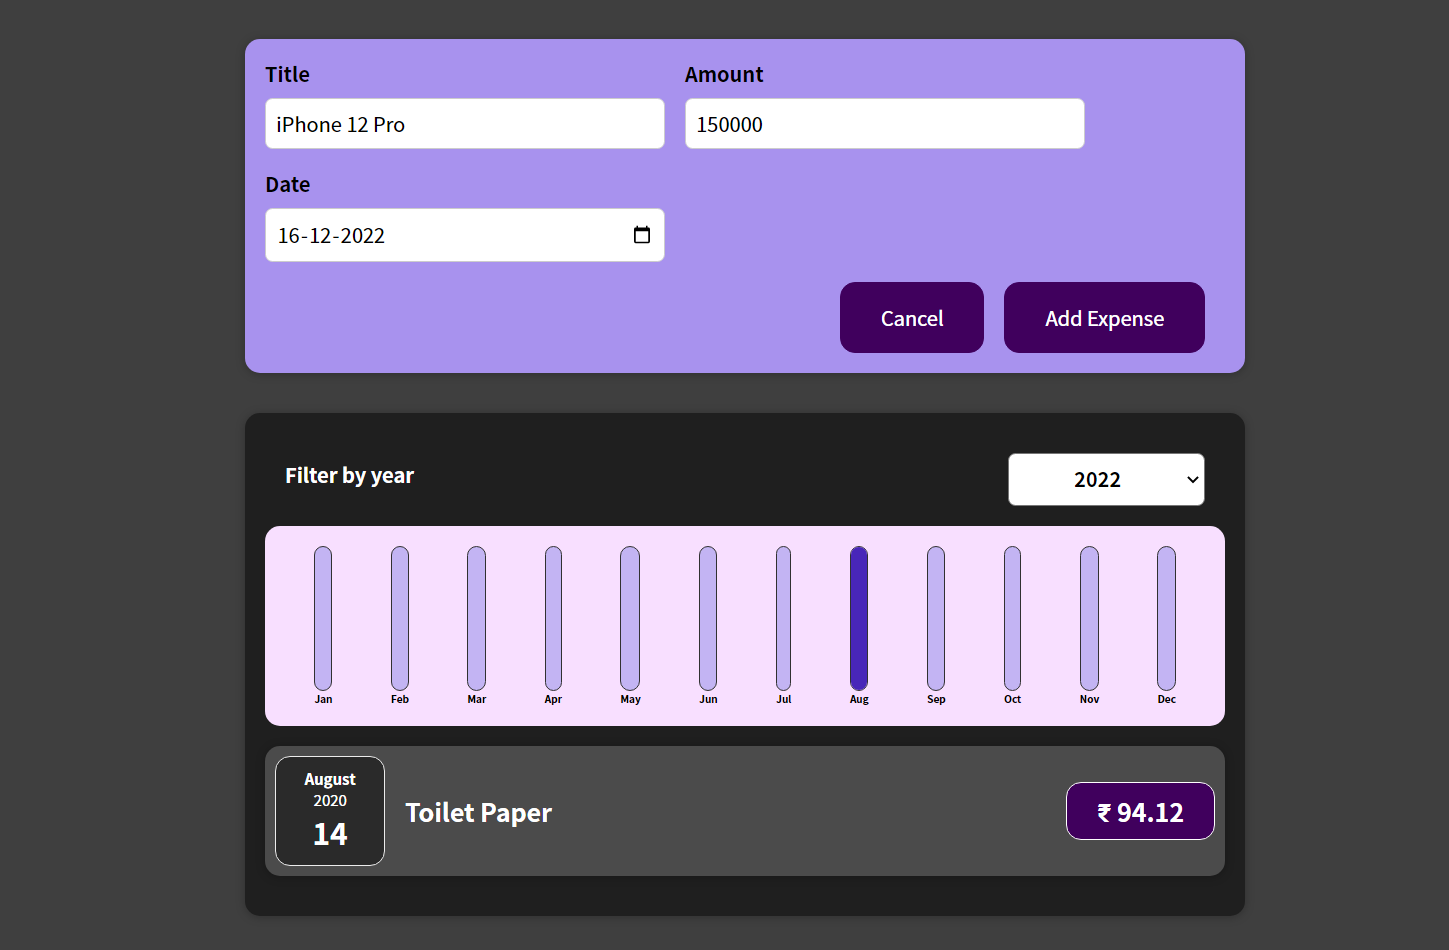 Title Amount
iPhone 12 Pro 150000
Date
16-12-2022
Cancel Add Expense
Filter by year 2022
Jan Feb Mar Apr May Jun Jul Aug Sep Oct Nov Dec
August
2020
14
Toilet Paper
₹ 94.12